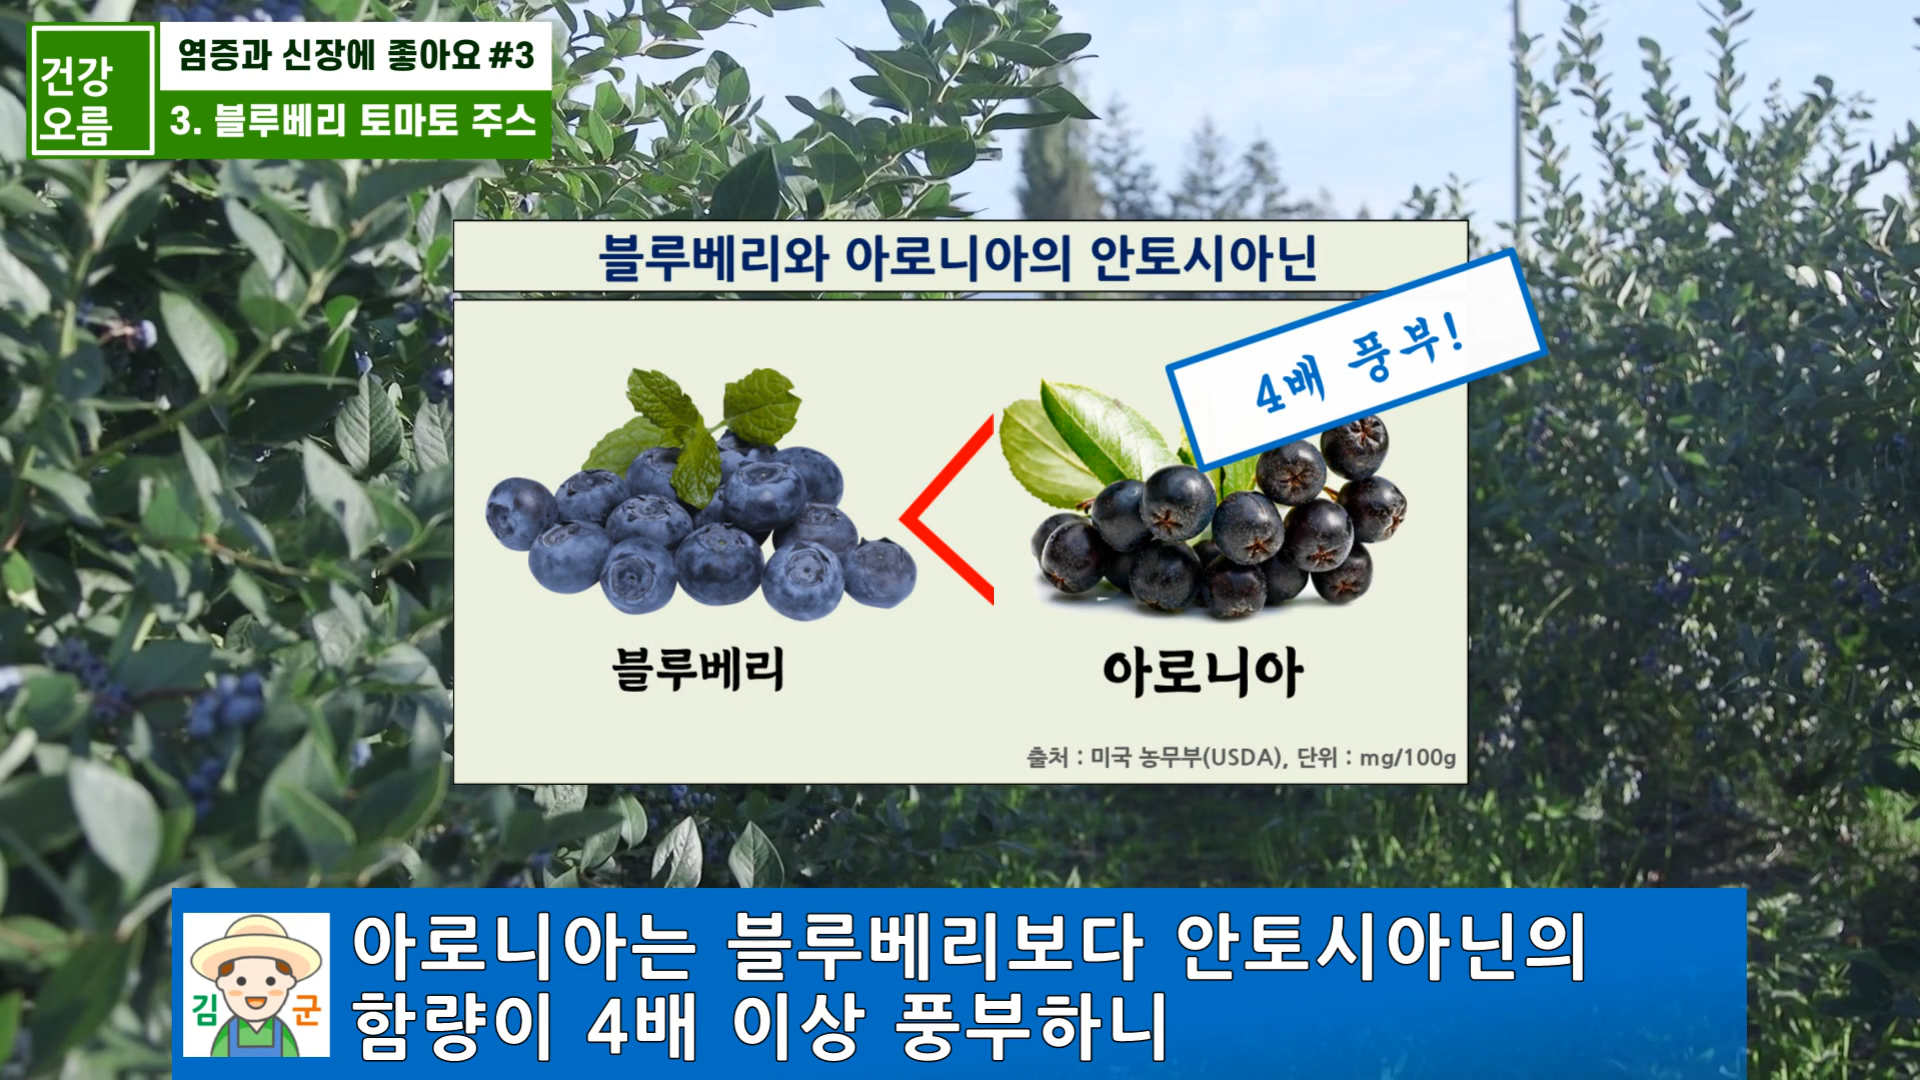 건강
오름
염증과 신장에 좋아요 #3
3. 블루베리 토마토 주스
블루베리와 아로니아의 안토시아닌
4배 풍부!
블루베리
아로니아
출처 : 미국 농무부(USDA), 단위 : mg/100g
김 군
아로니아는 블루베리보다 안토시아닌의
함량이 4배 이상 풍부하니